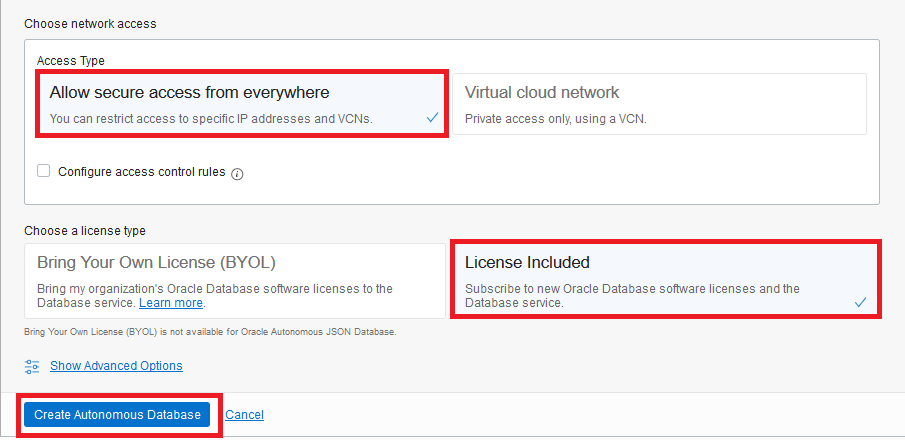 Choose network access
Access Type
Allow secure access from everywhere
You can restrict access to specific IP addresses and VCNs.
Virtual cloud network
Private access only, using a VCN.
Configure access control rules
Choose a license type
Bring Your Own License (BYOL)
Bring my organization's Oracle Database software licenses to the
Database service. Learn more.
License Included
Subscribe to new Oracle Database software licenses and the
Database service.
Bring Your Own License (BYOL) is not available for Oracle Autonomous JSON Database.
Show Advanced Options
Create Autonomous Database
Cancel